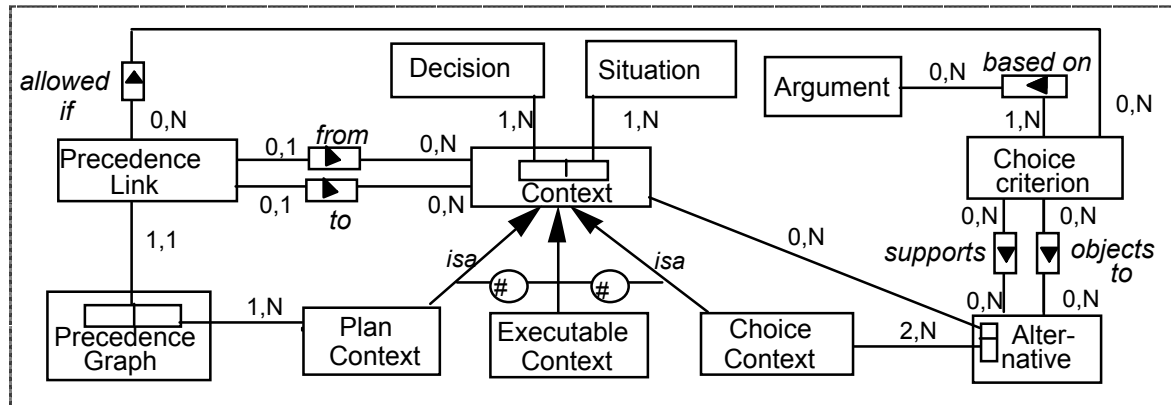 Decision
Situation
Argument
0,N
based on
allowed
if
0,N
1,N
1,N
1,N
0,N
Precedence
Link
0,1
from
0,N
0,1
to
0,N
Context
Choice
criterion
1,1
isa
isa
0,N
0,N
0,N
supports
objects
to
0,N
0,N
#
#
Precedence
Graph
1,N
Plan
Context
Executable
Context
Choice
Context
2,N
Alter-
native